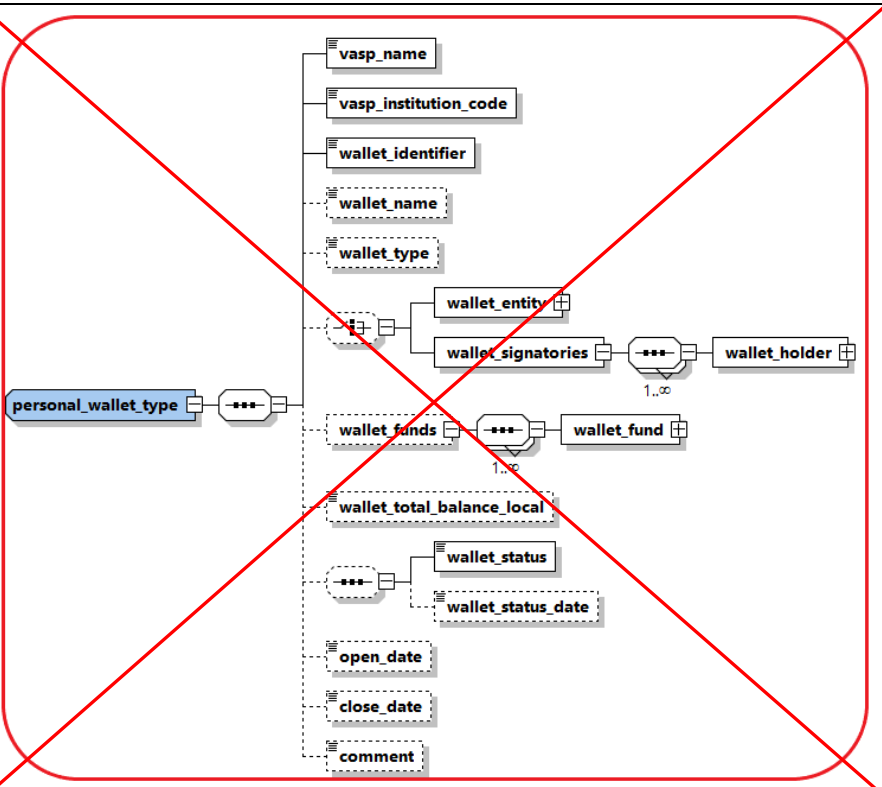 vasp_name
vasp_institution_code
wallet_identifier
wallet_name
wallet_type
wallet_entity
wallet_signatories
wallet_holder
1..∞
personal_wallet_type
wallet_funds
wallet_fund
1..∞
wallet_total_balance_local
wallet_status
wallet_status_date
open_date
close_date
comment